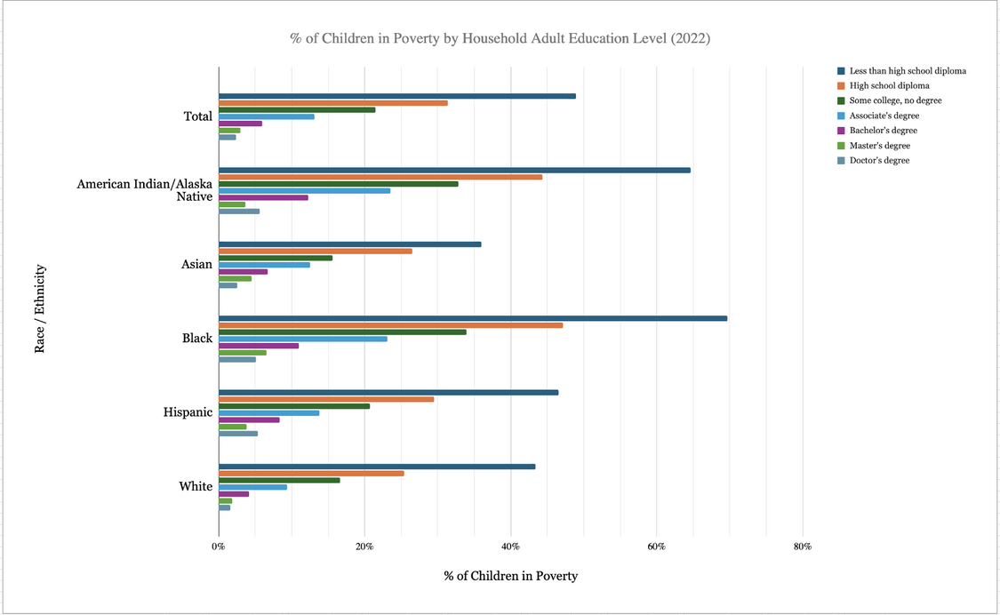 % of Children in Poverty by Household Adult Education Level (2022)
Less than high school diploma
High school diploma
Some college, no degree
Associate's degree
Bachelor's degree
Master's degree
Doctor's degree
Race / Ethnicity
Total
American Indian/Alaska
Native
Asian
Black
Hispanic
White
0% 20% 40% 60% 80%
% of Children in Poverty